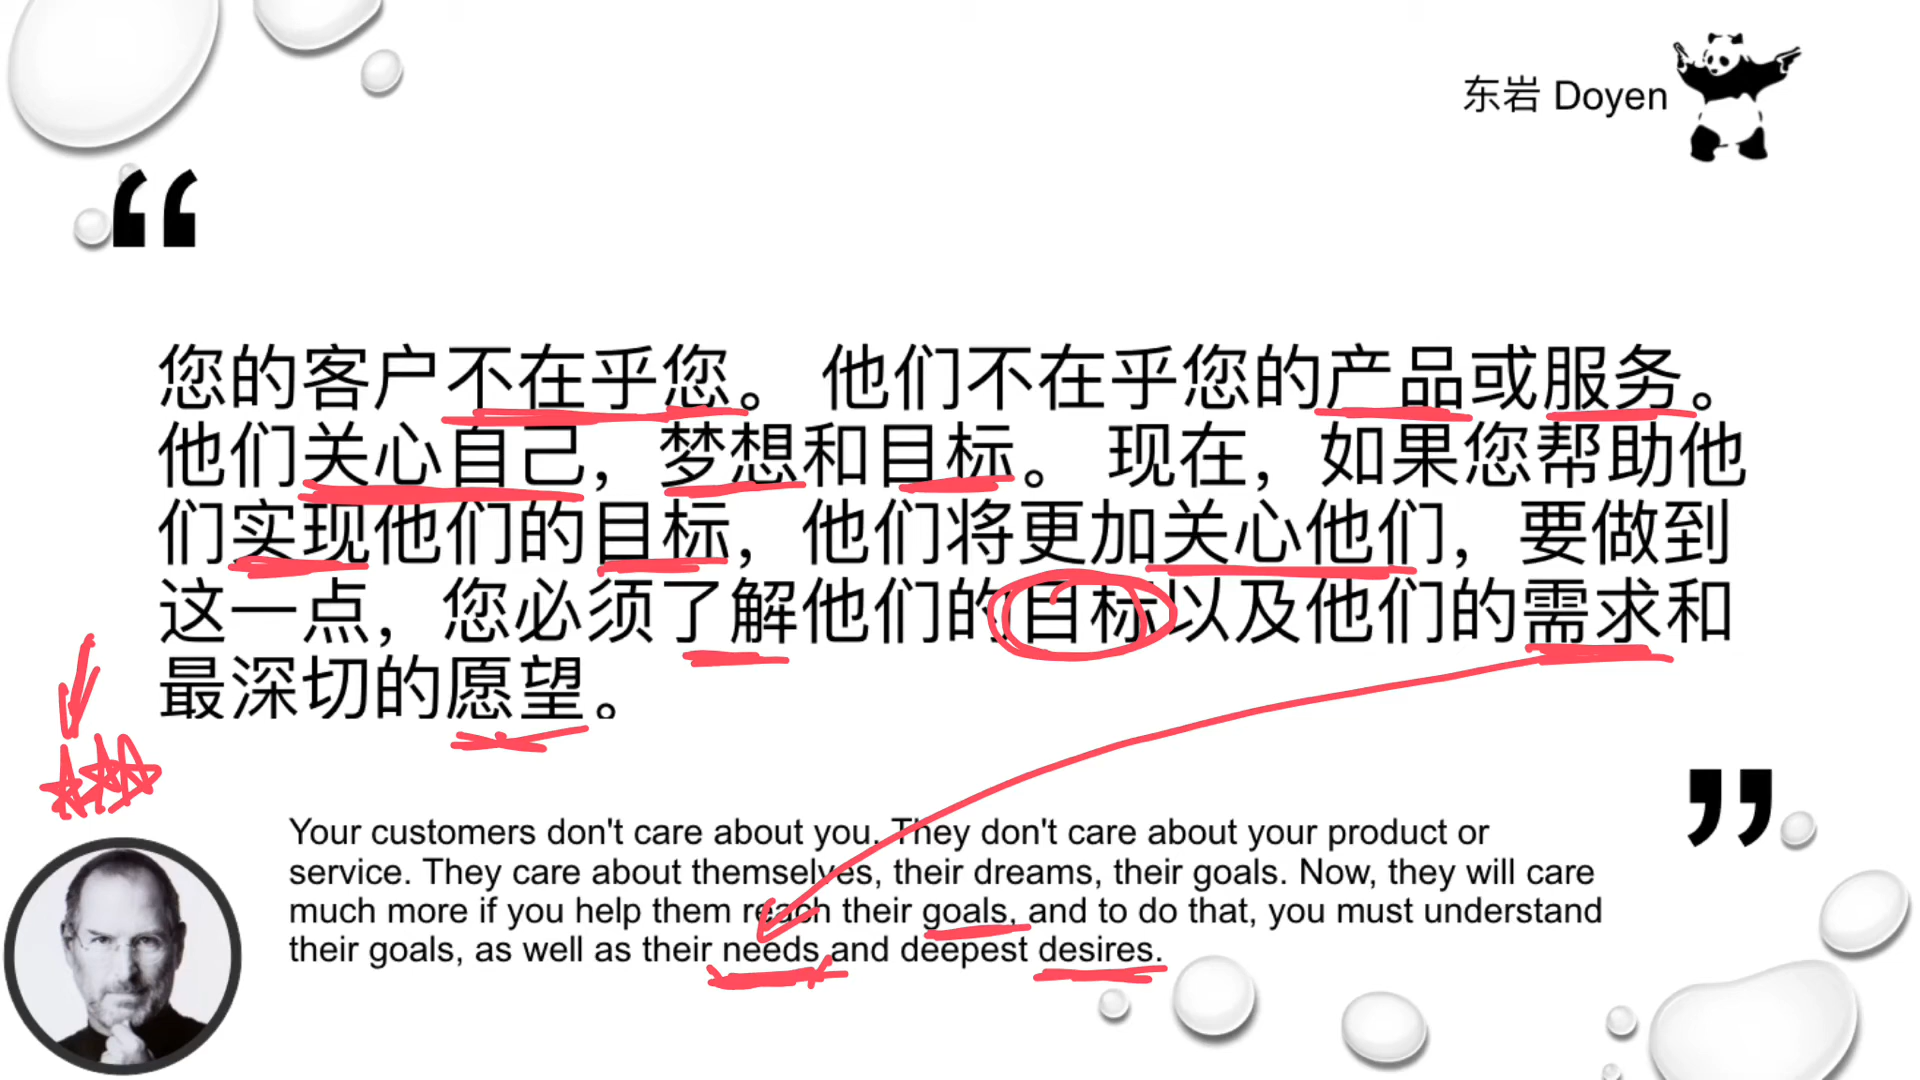 东岩 Doyen
“
您的客户不在乎您。 他们不在乎您的产品或服务。
他们关心自己，梦想和目标。 现在，如果您帮助他
们实现他们的目标，他们将更加关心他们，要做到
这一点，您必须了解他们的目标以及他们的需求和
最深切的愿望。
”
Your customers don't care about you. They don't care about your product or
service. They care about themselves, their dreams, their goals. Now, they will care
much more if you help them reach their goals, and to do that, you must understand
their goals, as well as their needs and deepest desires.